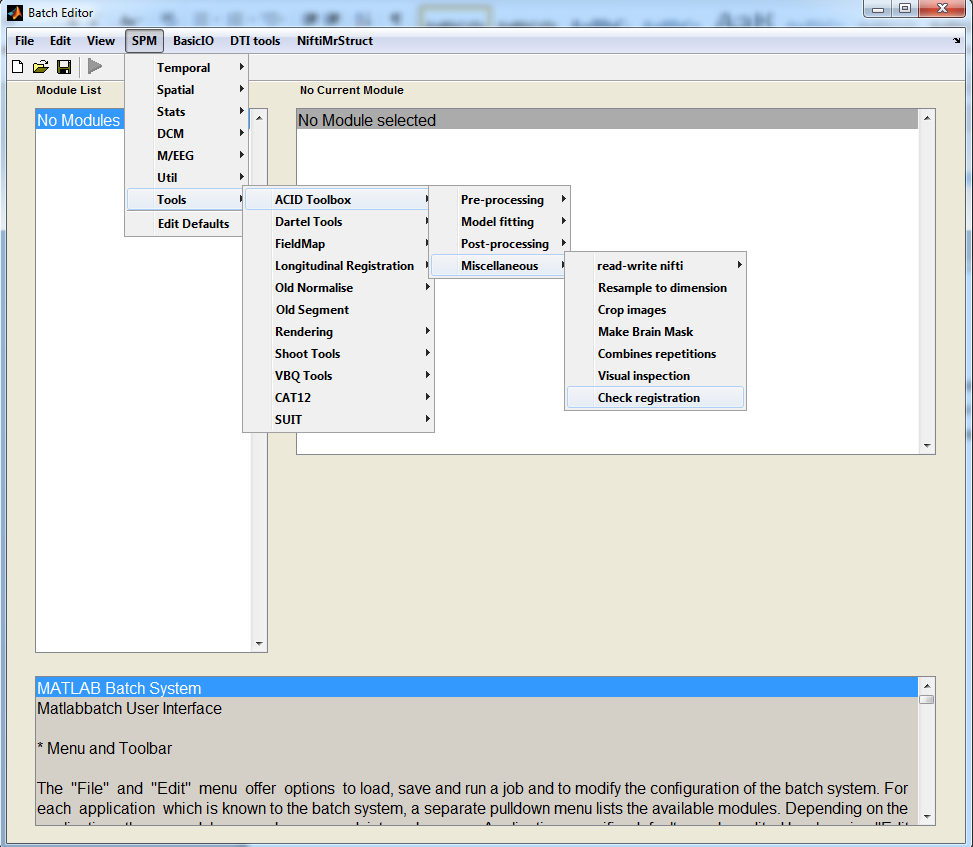 Batch Editor
File Edit View SPM BasicIO DTI tools NiftiMrStruct
Module List
No Modules
No Current Module
No Module selected
Temporal
Spatial
Stats
DCM
M/EEG
Util
Tools
Edit Defaults
ACID Toolbox
Dartel Tools
FieldMap
Longitudinal Registration
Old Normalise
Old Segment
Rendering
Shoot Tools
VBQ Tools
CAT12
SUIT
Pre-processing
Model fitting
Post-processing
Miscellaneous
read-write nifti
Resample to dimension
Crop images
Make Brain Mask
Combines repetitions
Visual inspection
Check registration
MATLAB Batch System
Matlabbatch User Interface
* Menu and Toolbar
The "File" and "Edit" menu offer options to load, save and run a job and to modify the configuration of the batch system. For
each application which is known to the batch system, a separate pulldown menu lists the available modules. Depending on the